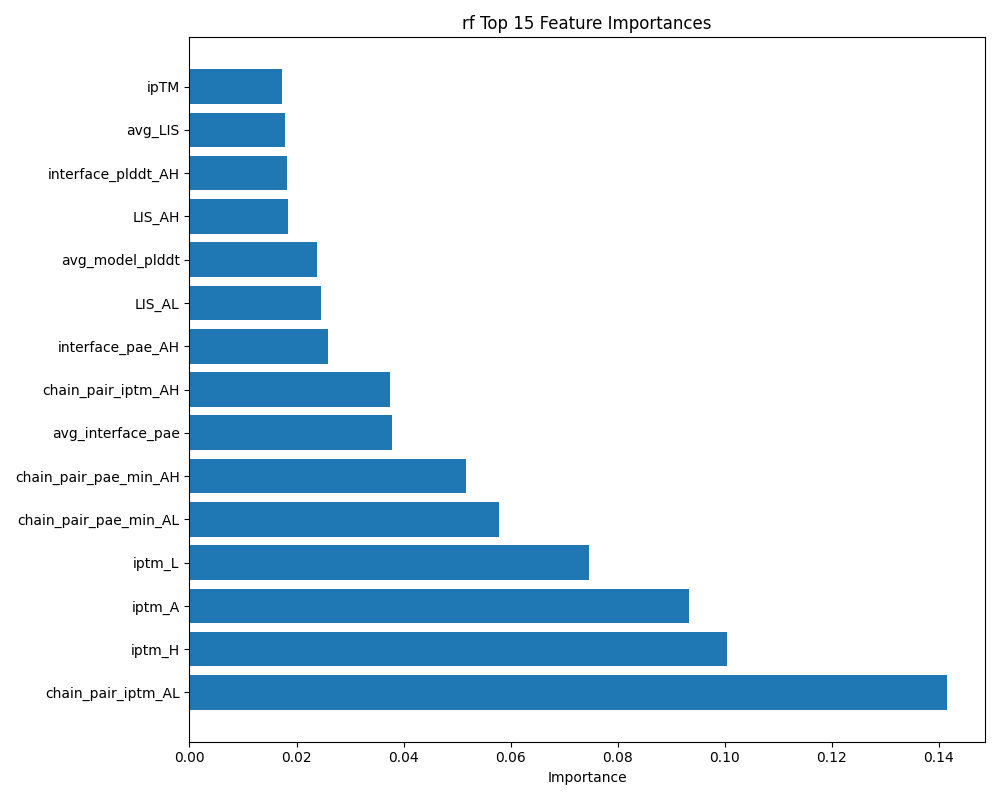 rf Top 15 Feature Importances
ipTM
avg_LIS
interface_plddt_AH
LIS_AH
avg_model_plddt
LIS_AL
interface_pae_AH
chain_pair_iptm_AH
avg_interface_pae
chain_pair_pae_min_AH
chain_pair_pae_min_AL
iptm_L
iptm_A
iptm_H
chain_pair_iptm_AL
0.00 0.02 0.04 0.06 0.08 0.10 0.12 0.14
Importance